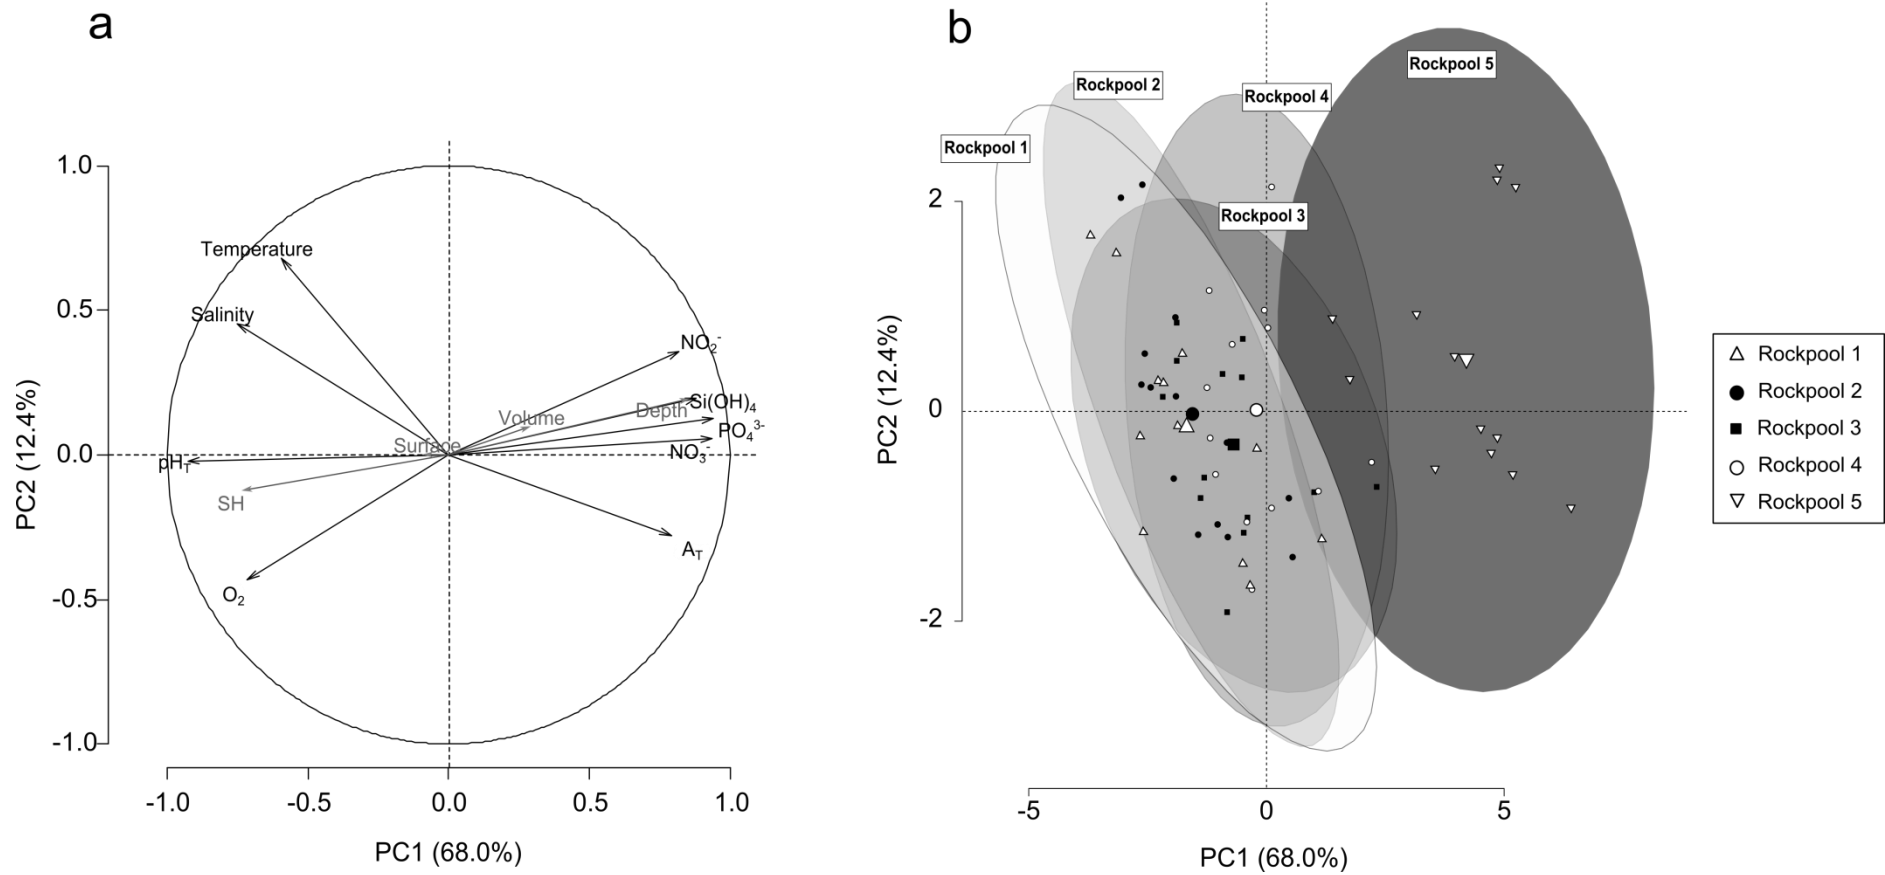 a
1.0
0.5
0.0
-0.5
-1.0
PC2 (12.4%)
Temperature
Salinity
NO₂⁻
Si(OH)₄
Depth
Volume
PO₄³⁻
Surface
NO₃⁻
pH_T
SH
A_T
O₂
-1.0
-0.5
0.0
0.5
1.0
PC1 (68.0%)
b
Rockpool 5
Rockpool 2
Rockpool 4
Rockpool 1
Rockpool 3
2
0
-2
PC2 (12.4%)
-5
0
5
PC1 (68.0%)
Rockpool 1
Rockpool 2
Rockpool 3
Rockpool 4
Rockpool 5